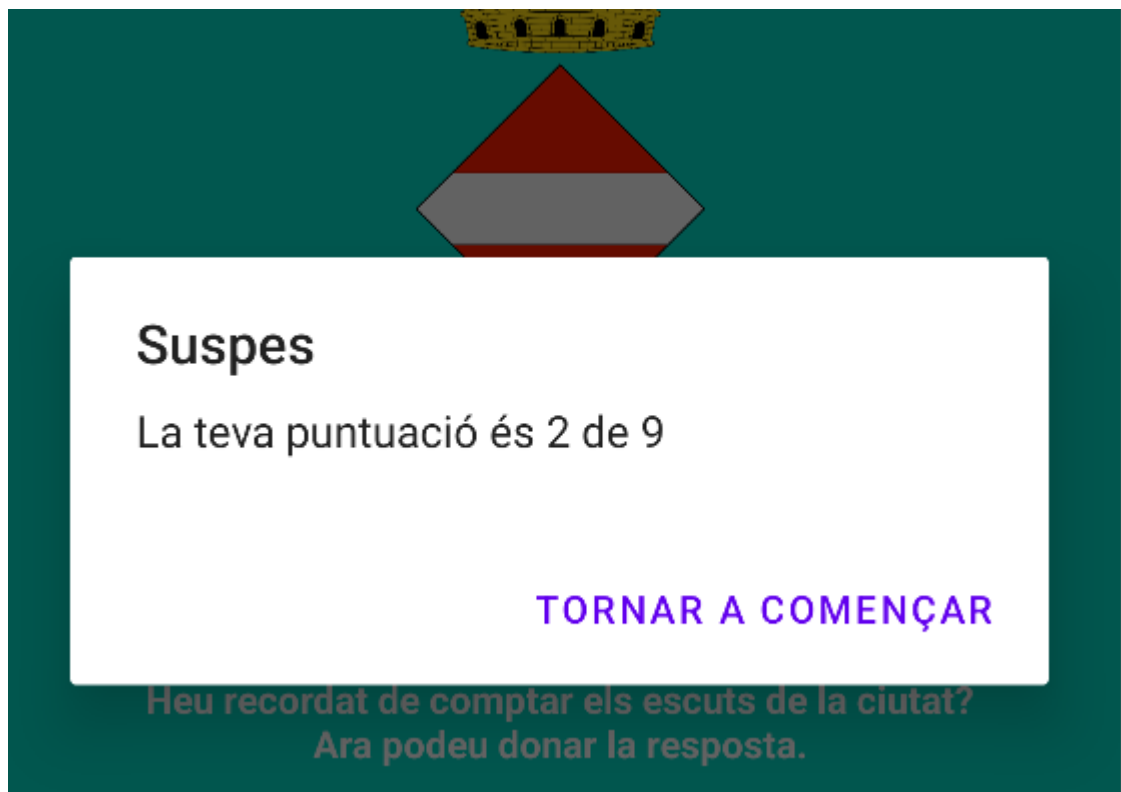 Suspes
La teva puntuació és 2 de 9
TORNAR A COMENÇAR
Heu recordat de comptar els escuts de la ciutat?
Ara podeu donar la resposta.